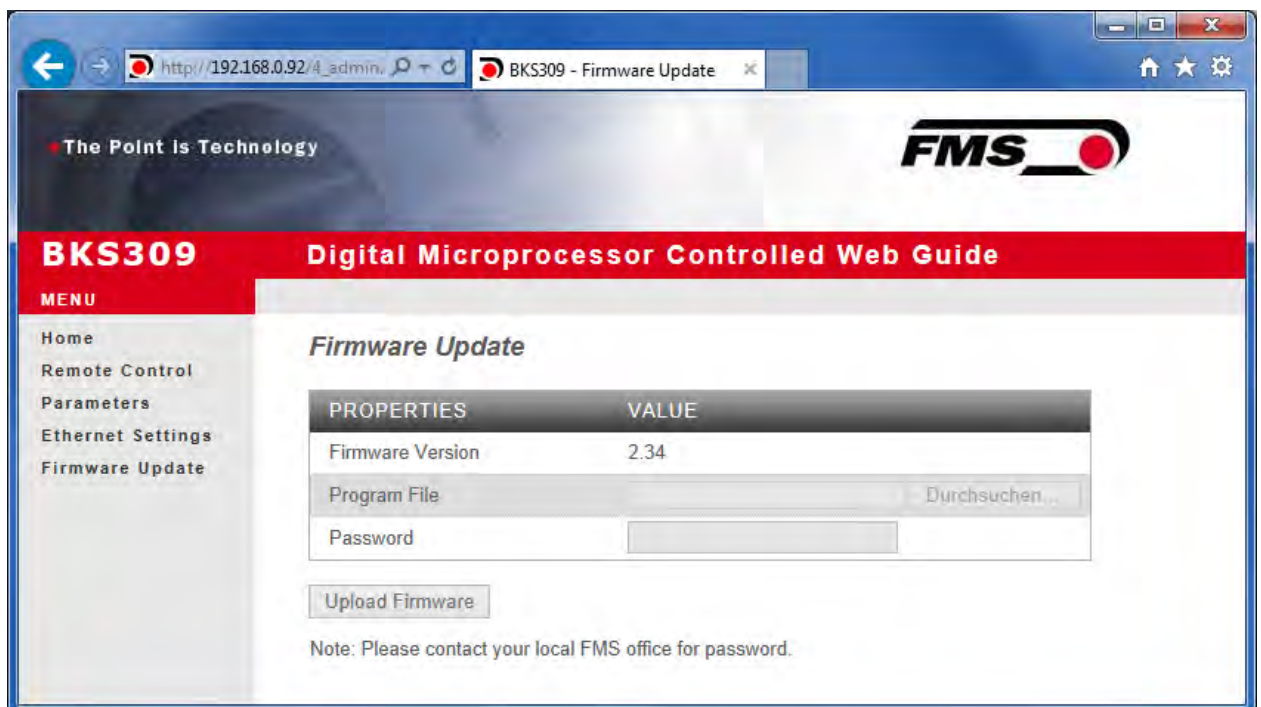 http://192.168.0.92/4_admin.
BKS309 - Firmware Update
The Point is Technology
FMS
BKS309
Digital Microprocessor Controlled Web Guide
MENU
Home
Remote Control
Parameters
Ethernet Settings
Firmware Update
Firmware Update
PROPERTIES VALUE
Firmware Version 2.34
Program File Durchsuchen...
Password
Upload Firmware
Note: Please contact your local FMS office for password.